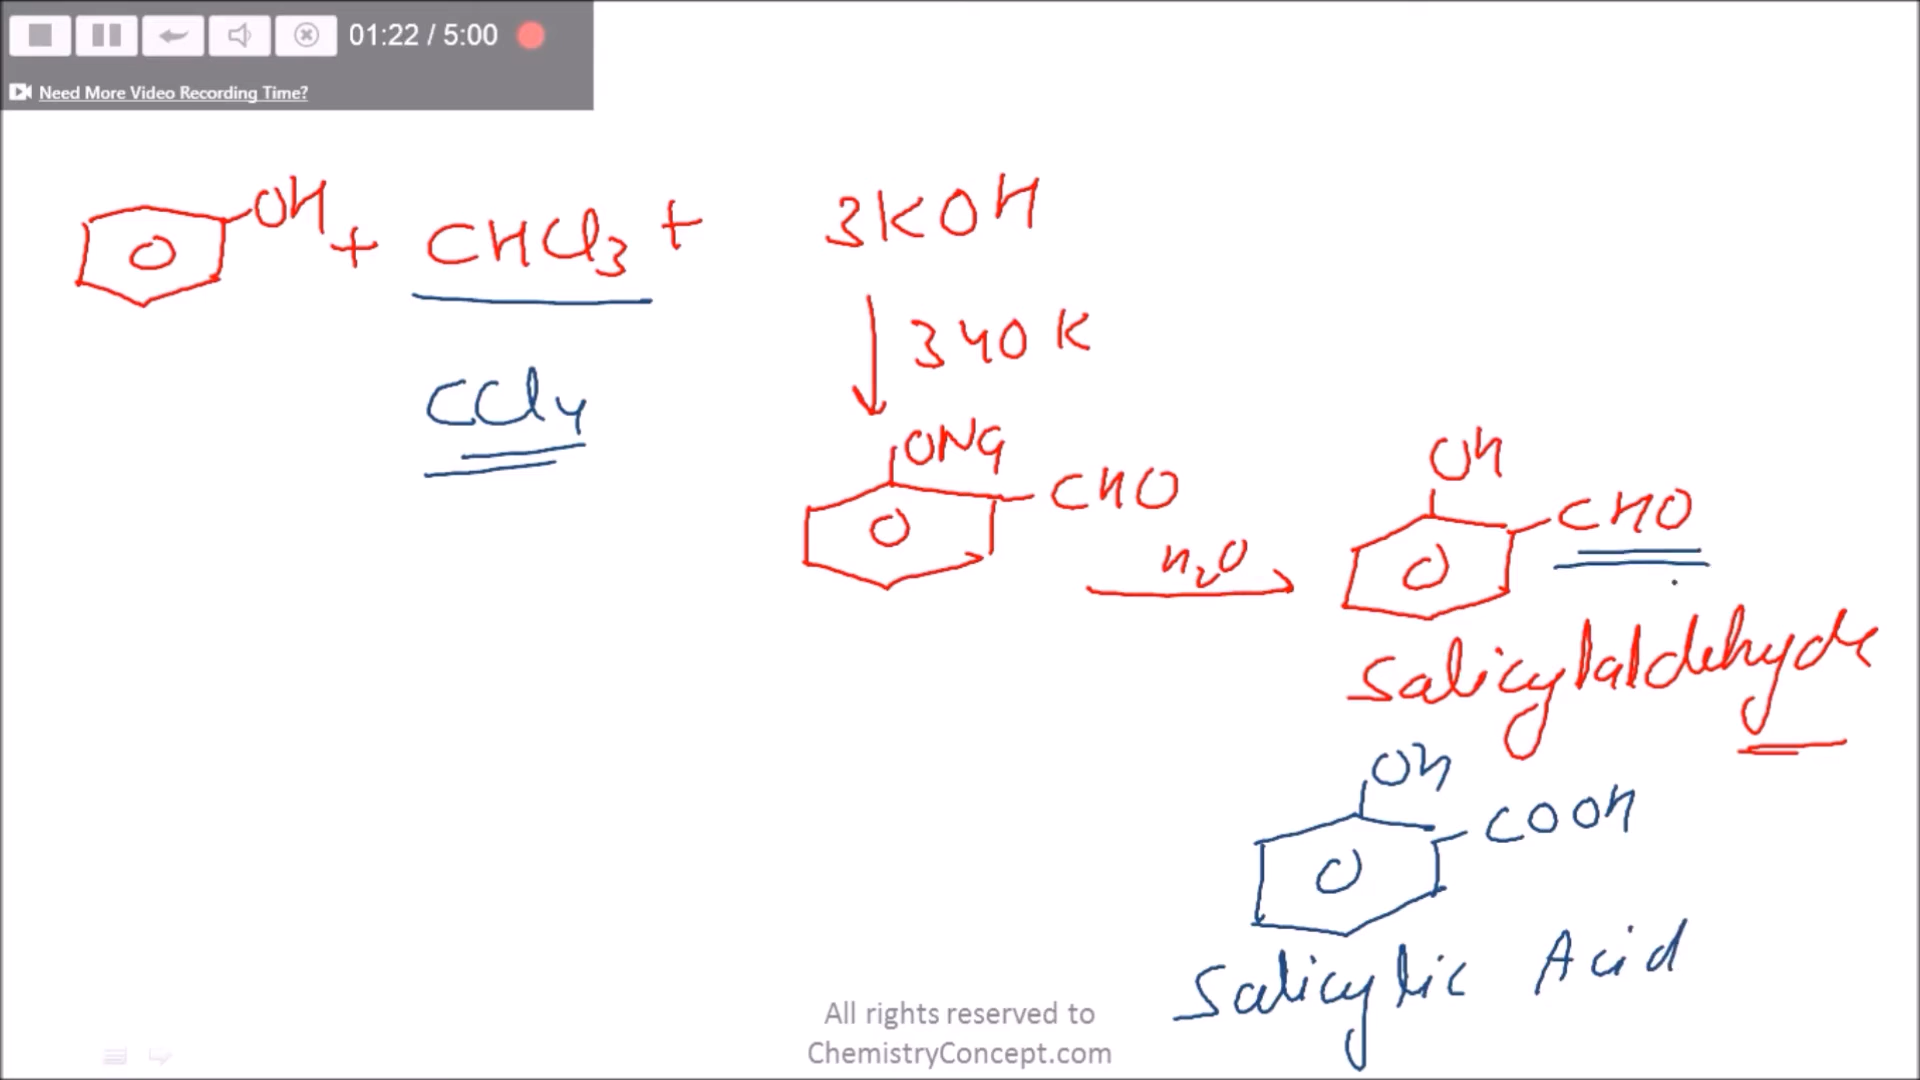 01:22 / 5:00
Need More Video Recording Time?
OH + CHCl3 + 3KOH
340 K
CCl4
ONa
CHO
H2O
OH
CHO
Salicylaldehyde
OH
COOH
Salicylic Acid
All rights reserved to
ChemistryConcept.com